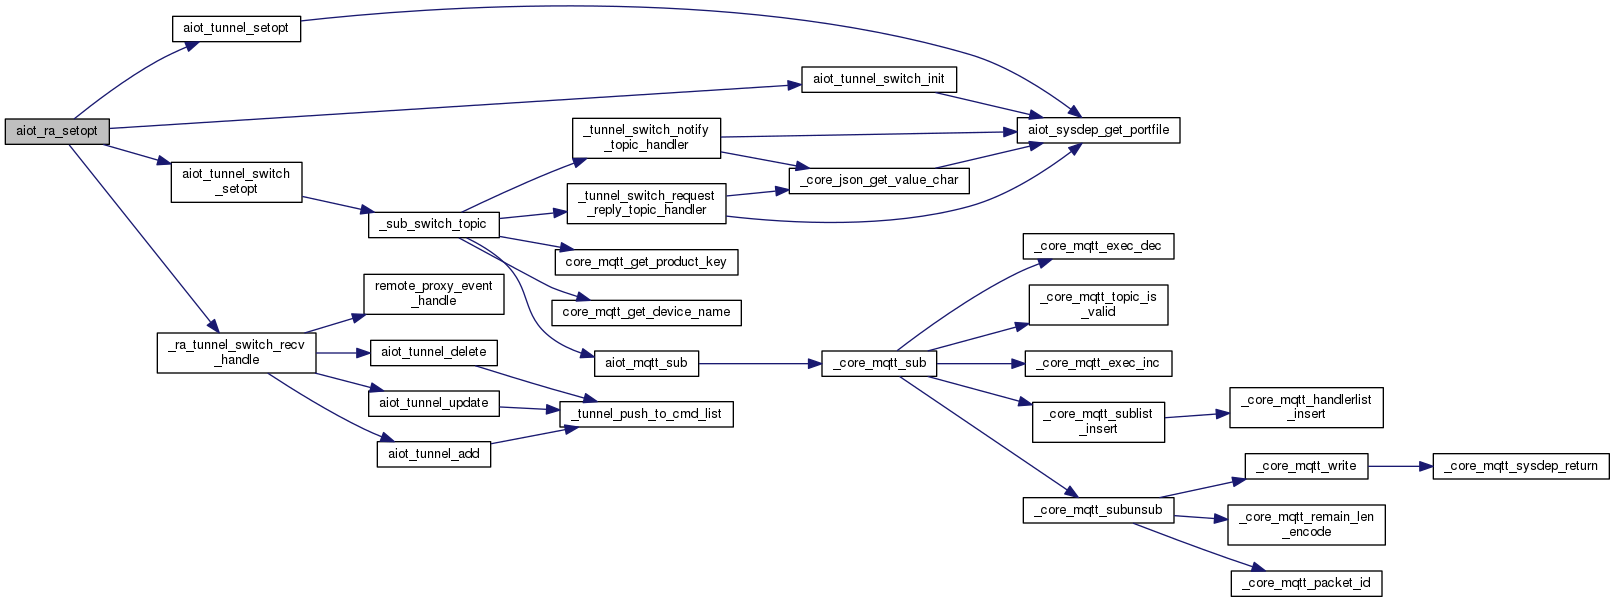 aiot_tunnel_setopt
aiot_tunnel_switch_init
aiot_ra_setopt
aiot_sysdep_get_portfile
_tunnel_switch_notify
_topic_handler
aiot_tunnel_switch
_setopt
_core_json_get_value_char
_tunnel_switch_request
_reply_topic_handler
_sub_switch_topic
_core_mqtt_exec_dec
core_mqtt_get_product_key
remote_proxy_event
_handle
_core_mqtt_topic_is
_valid
core_mqtt_get_device_name
_ra_tunnel_switch_recv
_handle
aiot_tunnel_delete
aiot_mqtt_sub
_core_mqtt_sub
_core_mqtt_exec_inc
aiot_tunnel_update
_tunnel_push_to_cmd_list
_core_mqtt_sublist
_insert
_core_mqtt_handlerlist
_insert
aiot_tunnel_add
_core_mqtt_write
_core_mqtt_sysdep_return
_core_mqtt_subunsub
_core_mqtt_remain_len
_encode
_core_mqtt_packet_id